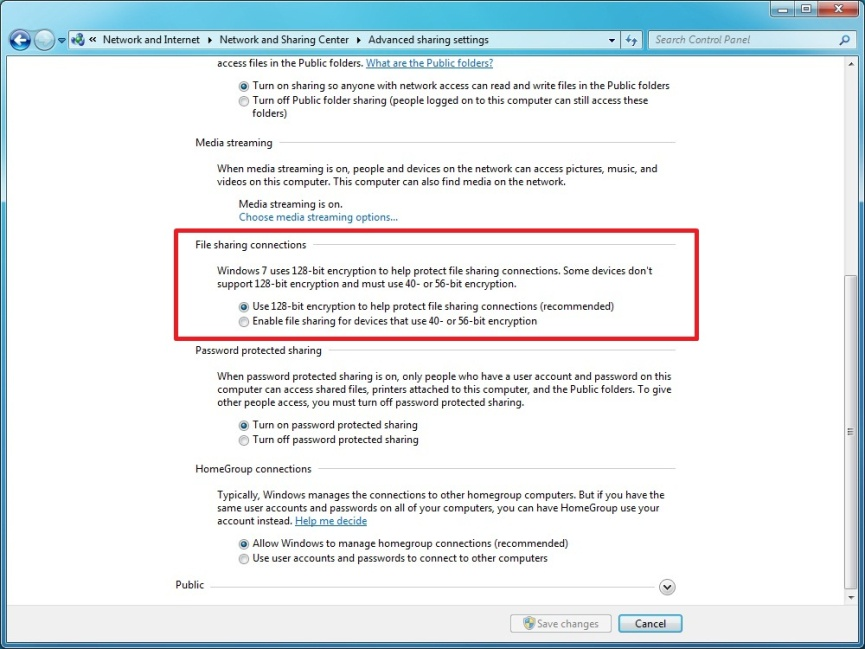 « Network and Internet ▸ Network and Sharing Center ▸ Advanced sharing settings
Search Control Panel
access files in the Public folders. What are the Public folders?
Turn on sharing so anyone with network access can read and write files in the Public folders
Turn off Public folder sharing (people logged on to this computer can still access these
folders)
Media streaming
When media streaming is on, people and devices on the network can access pictures, music, and
videos on this computer. This computer can also find media on the network.
Media streaming is on.
Choose media streaming options...
File sharing connections
Windows 7 uses 128-bit encryption to help protect file sharing connections. Some devices don't
support 128-bit encryption and must use 40- or 56-bit encryption.
Use 128-bit encryption to help protect file sharing connections (recommended)
Enable file sharing for devices that use 40- or 56-bit encryption
Password protected sharing
When password protected sharing is on, only people who have a user account and password on this
computer can access shared files, printers attached to this computer, and the Public folders. To give
other people access, you must turn off password protected sharing.
Turn on password protected sharing
Turn off password protected sharing
HomeGroup connections
Typically, Windows manages the connections to other homegroup computers. But if you have the
same user accounts and passwords on all of your computers, you can have HomeGroup use your
account instead. Help me decide
Allow Windows to manage homegroup connections (recommended)
Use user accounts and passwords to connect to other computers
Public
Save changes
Cancel